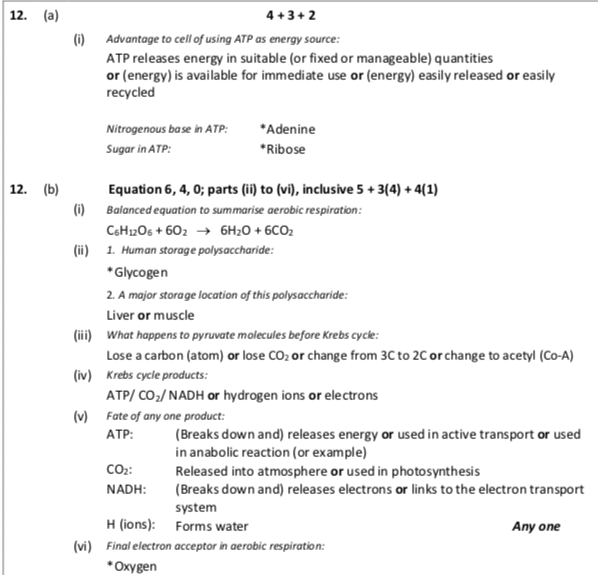 12. (a) 4 + 3 + 2
(i) Advantage to cell of using ATP as energy source:
ATP releases energy in suitable (or fixed or manageable) quantities
or (energy) is available for immediate use or (energy) easily released or easily
recycled
Nitrogenous base in ATP: *Adenine
Sugar in ATP: *Ribose
12. (b) Equation 6, 4, 0; parts (ii) to (vi), inclusive 5 + 3(4) + 4(1)
(i) Balanced equation to summarise aerobic respiration:
C₆H₁₂O₆ + 6O₂ → 6H₂O + 6CO₂
(ii) 1. Human storage polysaccharide:
*Glycogen
2. A major storage location of this polysaccharide:
Liver or muscle
(iii) What happens to pyruvate molecules before Krebs cycle:
Lose a carbon (atom) or lose CO₂ or change from 3C to 2C or change to acetyl (Co-A)
(iv) Krebs cycle products:
ATP/ CO₂/ NADH or hydrogen ions or electrons
(v) Fate of any one product:
ATP: (Breaks down and) releases energy or used in active transport or used
in anabolic reaction (or example)
CO₂: Released into atmosphere or used in photosynthesis
NADH: (Breaks down and) releases electrons or links to the electron transport
system
H (ions): Forms water Any one
(vi) Final electron acceptor in aerobic respiration:
*Oxygen